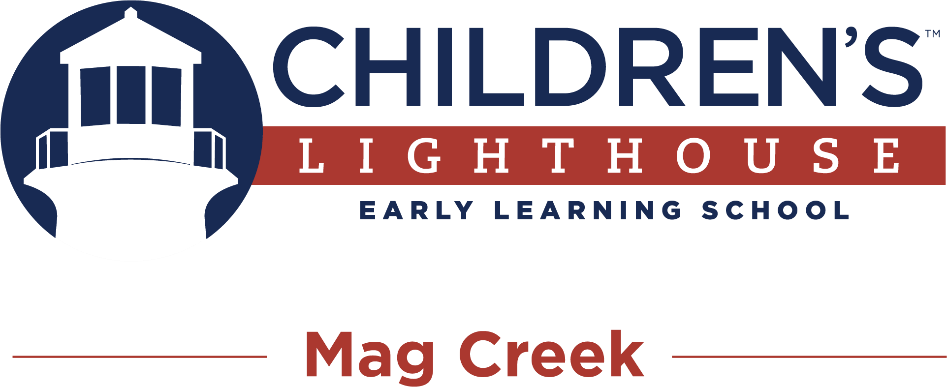 CHILDREN'S™
LIGHTHOUSE
EARLY LEARNING SCHOOL
Mag Creek